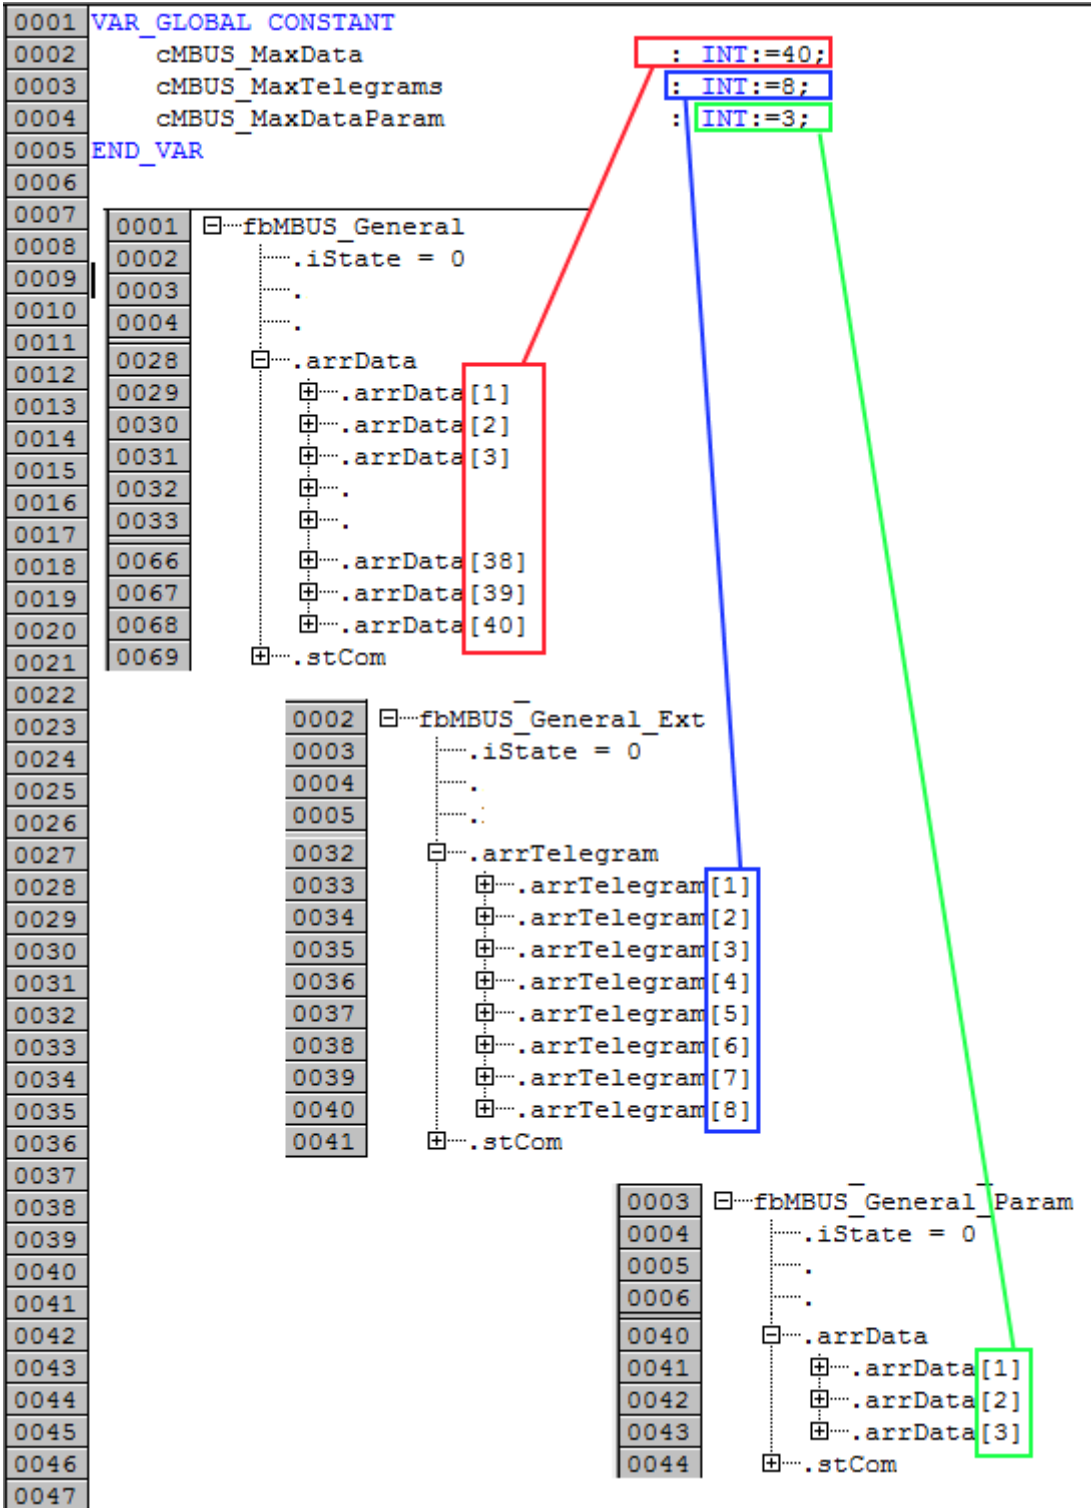 0001 VAR_GLOBAL CONSTANT
0002 cMBUS_MaxData : INT:=40;
0003 cMBUS_MaxTelegrams : INT:=8;
0004 cMBUS_MaxDataParam : INT:=3;
0005 END_VAR
0006
0007
0008
0009
0010
0011
0012
0013
0014
0015
0016
0017
0018
0019
0020
0021
0022
0023
0024
0025
0026
0027
0028
0029
0030
0031
0032
0033
0034
0035
0036
0037
0038
0039
0040
0041
0042
0043
0044
0045
0046
0047
0001 fbMBUS_General
0002 .iState = 0
0003 .
0004 .
0028 .arrData
0029 .arrData[1]
0030 .arrData[2]
0031 .arrData[3]
0032 .
0033 .
0066 .arrData[38]
0067 .arrData[39]
0068 .arrData[40]
0069 .stCom
0002 fbMBUS_General_Ext
0003 .iState = 0
0004 .
0005 .
0032 .arrTelegram
0033 .arrTelegram[1]
0034 .arrTelegram[2]
0035 .arrTelegram[3]
0036 .arrTelegram[4]
0037 .arrTelegram[5]
0038 .arrTelegram[6]
0039 .arrTelegram[7]
0040 .arrTelegram[8]
0041 .stCom
0003 fbMBUS_General_Param
0004 .iState = 0
0005 .
0006 .
0040 .arrData
0041 .arrData[1]
0042 .arrData[2]
0043 .arrData[3]
0044 .stCom